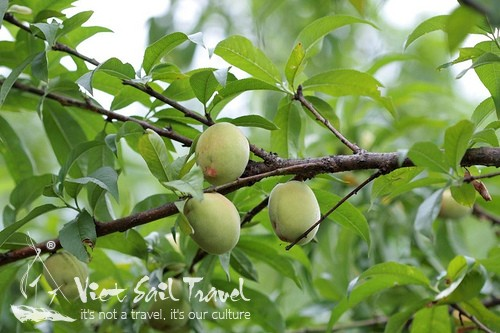 Viet Sail Travel
it's not a travel, it's our culture